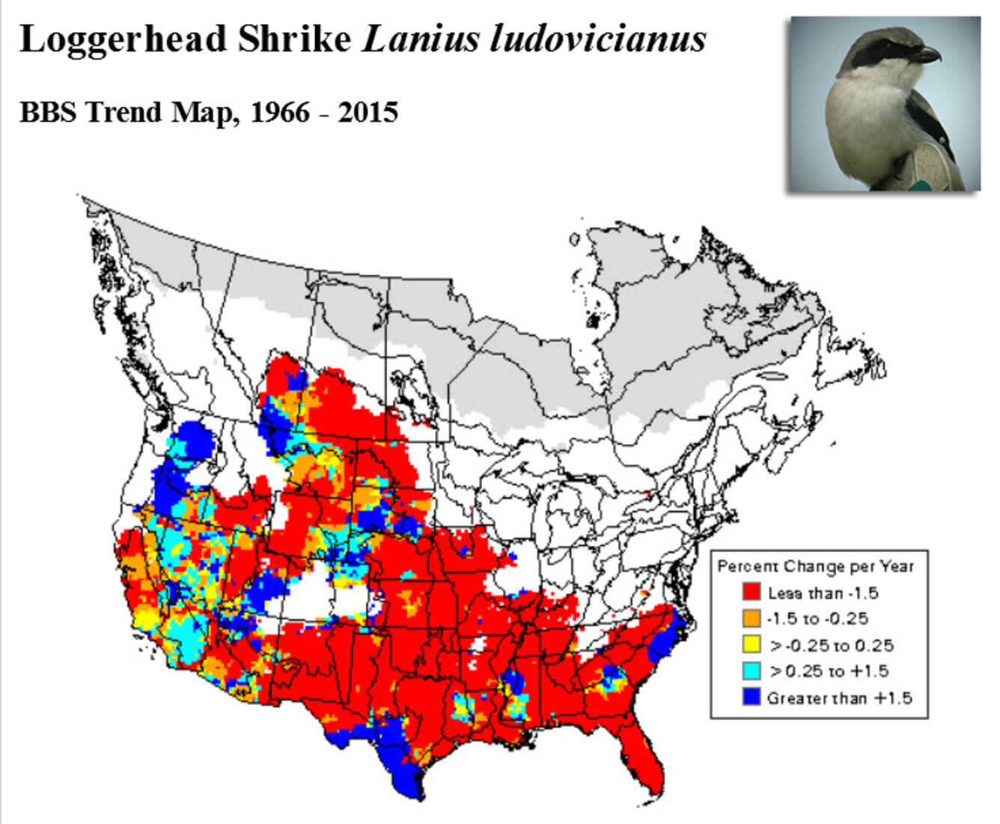 Loggerhead Shrike Lanius ludovicianus
BBS Trend Map, 1966 - 2015
Percent Change per Year
Less than -1.5
-1.5 to -0.25
> -0.25 to 0.25
> 0.25 to +1.5
Greater than +1.5